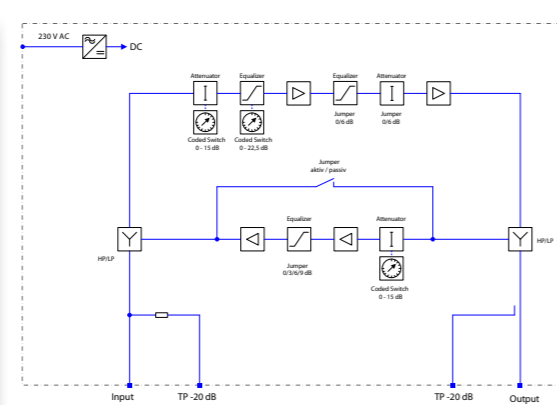 230 V AC
DC
Attenuator
Equalizer
Equalizer
Attenuator
Jumper
0/6 dB
Jumper
0/6 dB
Coded Switch
0 - 15 dB
Coded Switch
0 - 22,5 dB
Jumper
aktiv / passiv
Equalizer
Attenuator
HP/LP
HP/LP
Jumper
0/3/6/9 dB
Coded Switch
0 - 15 dB
Input
TP -20 dB
TP -20 dB
Output